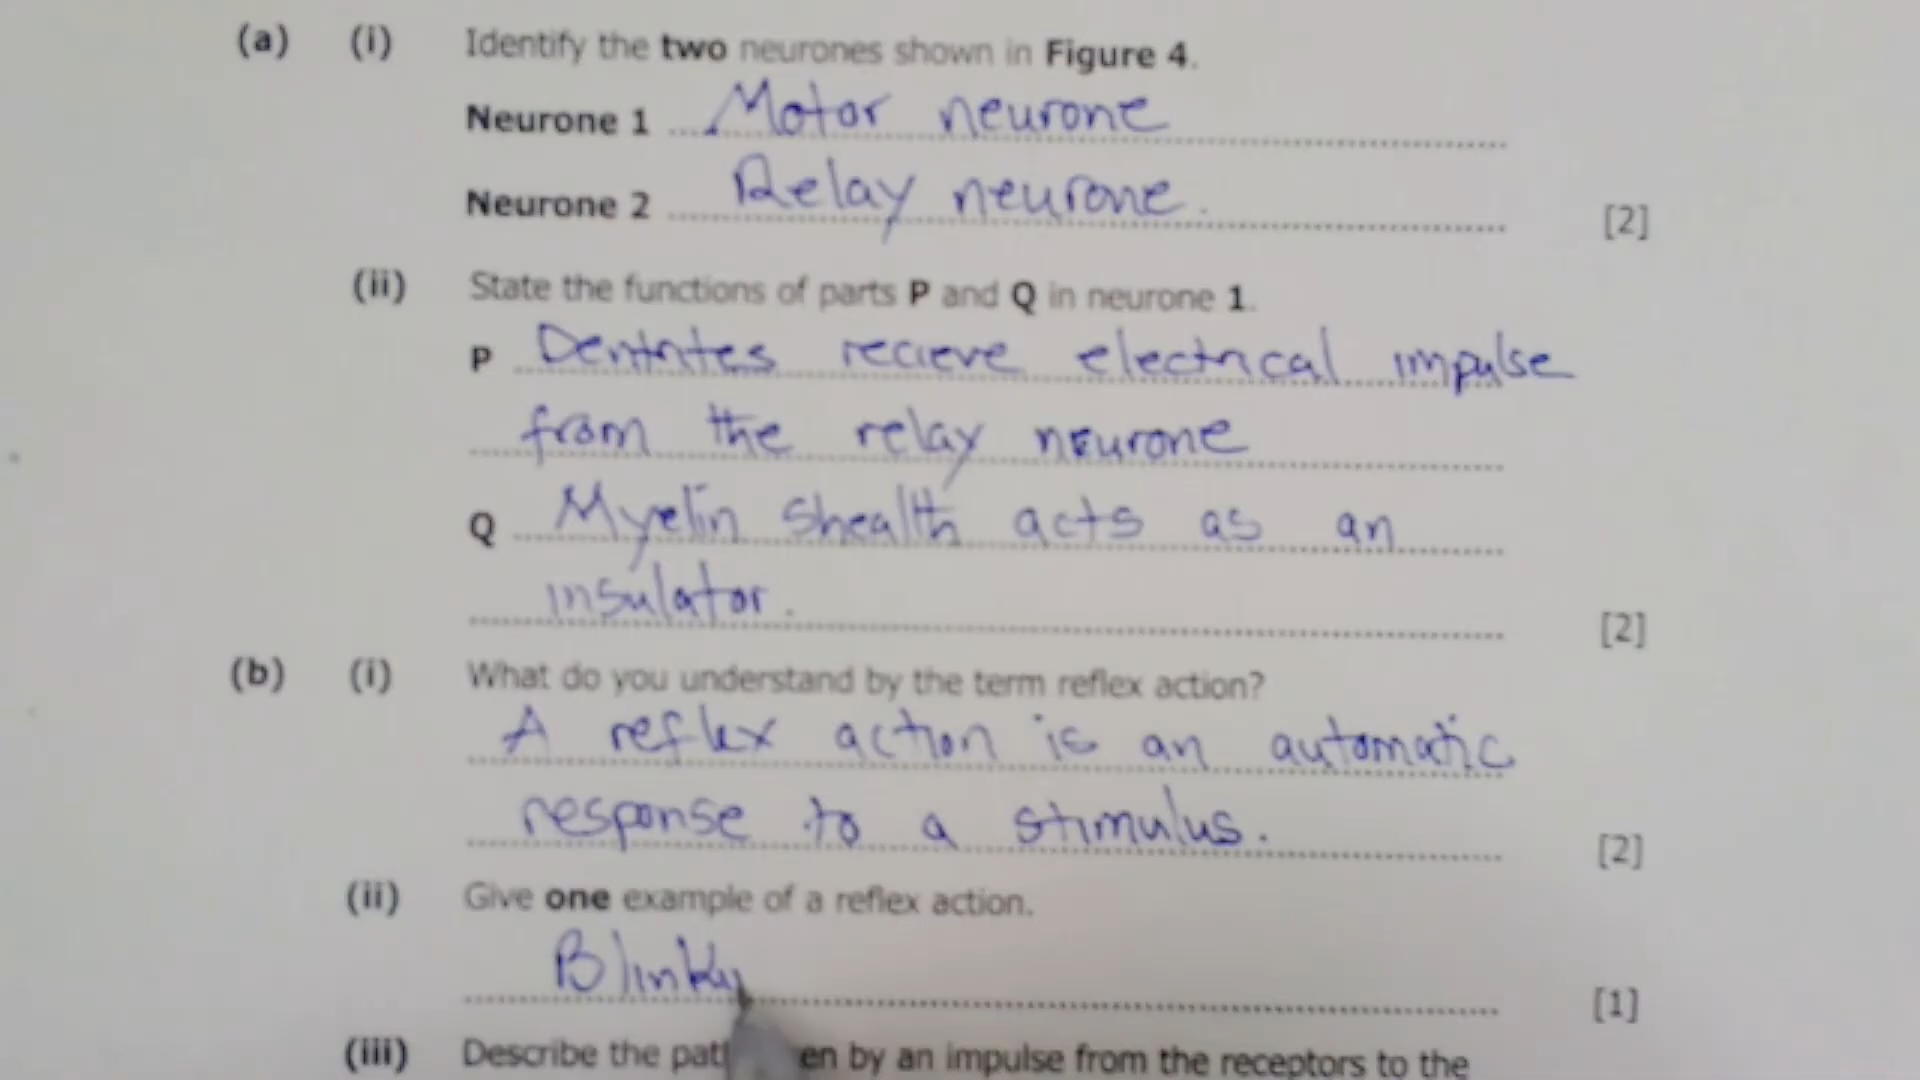 (a) (i) Identify the two neurones shown in Figure 4.
Neurone 1 Motor neurone
Neurone 2 Relay neurone. [2]
(ii) State the functions of parts P and Q in neurone 1.
P Dentrites recieve electrical impulse
from the relay neurone
Q Myelin shealth acts as an
insulator. [2]
(b) (i) What do you understand by the term reflex action?
A reflex action is an automatic
response to a stimulus. [2]
(ii) Give one example of a reflex action.
[1]
(iii) Describe the by an impulse from the receptors to the